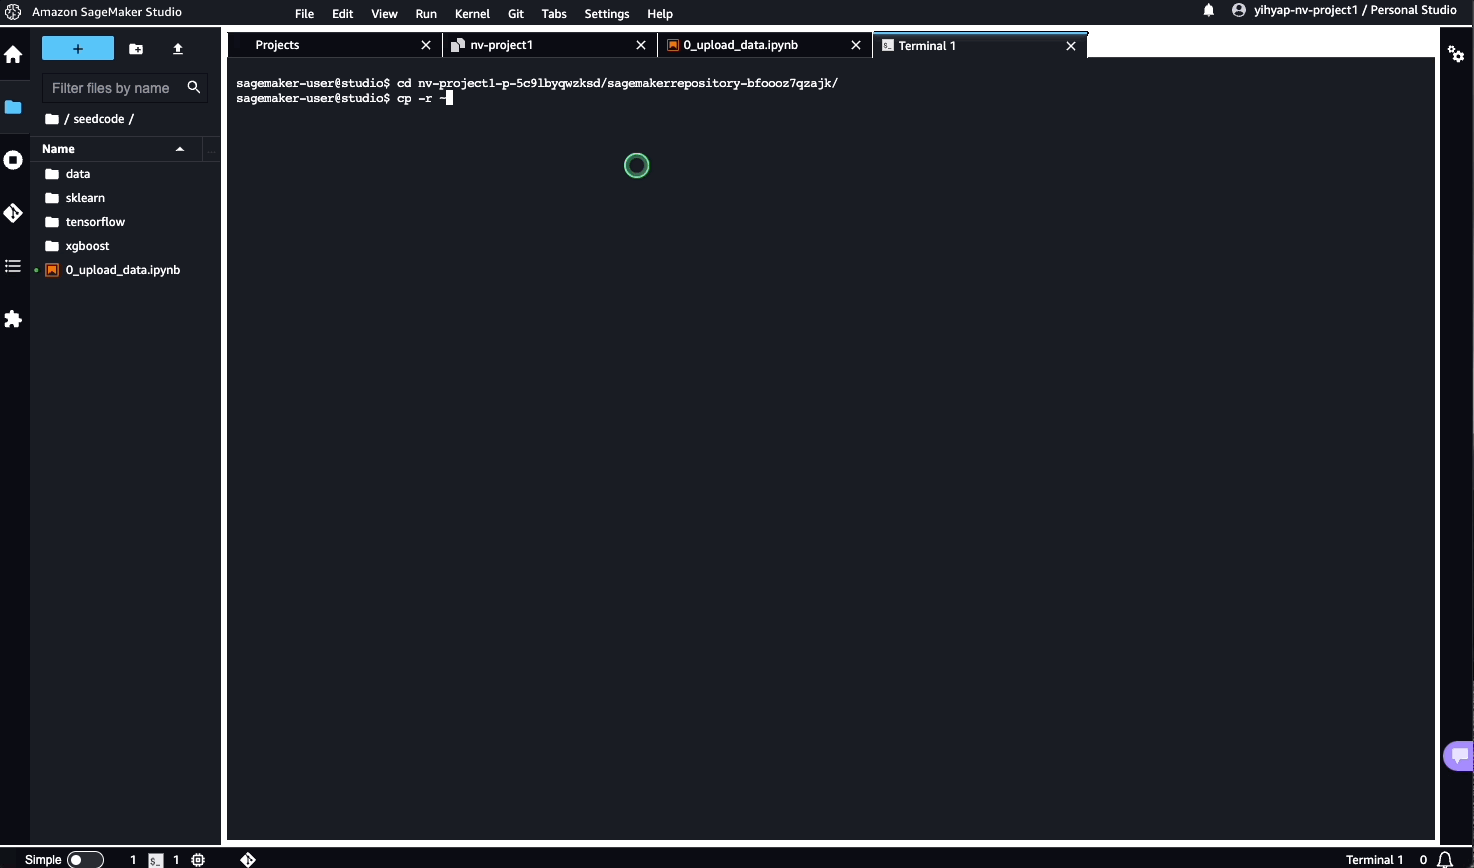 Amazon SageMaker Studio
File Edit View Run Kernel Git Tabs Settings Help
yihyap-nv-project1 / Personal Studio
+
Projects
nv-project1
0_upload_data.ipynb
Terminal 1
Filter files by name
/ seedcode /
Name
data
sklearn
tensorflow
xgboost
0_upload_data.ipynb
sagemaker-user@studio$ cd nv-project1-p-5c9lbyqwzksd/sagemakerrepository-bfoooz7qzajk/
sagemaker-user@studio$ cp -r ~
Simple 1 $_ 1
Terminal 1 0